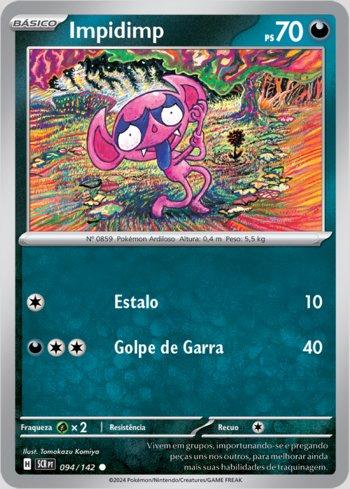 BÁSICO Impidimp PS 70
Nº 0859 Pokémon Ardiloso Altura: 0,4 m Peso: 5,5 kg
Estalo 10
Golpe de Garra 40
Fraqueza ×2 Resistência Recuo
Ilust. Tomokazu Komiya
H SCR PT 094/142
Vivem em grupos, importunando-se e pregando
peças uns nos outros, para melhorar ainda
mais suas habilidades de traquinagem.
©2024 Pokémon/Nintendo/Creatures/GAME FREAK